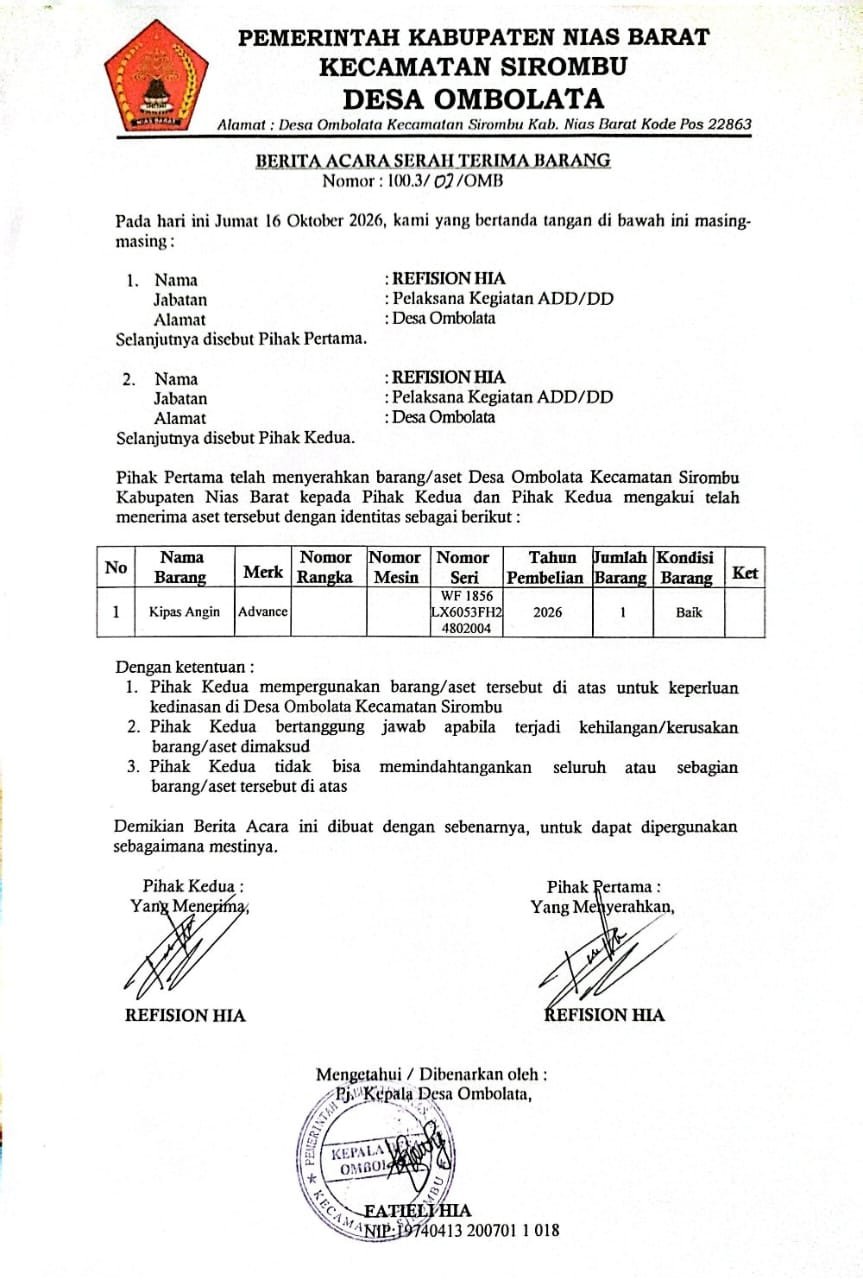 PEMERINTAH KABUPATEN NIAS BARAT
KECAMATAN SIROMBU
DESA OMBOLATA
NIAS BARAT
Alamat : Desa Ombolata Kecamatan Sirombu Kab. Nias Barat Kode Pos 22863
BERITA ACARA SERAH TERIMA BARANG
Nomor : 100.3/ 07 /OMB
Pada hari ini Jumat 16 Oktober 2026, kami yang bertanda tangan di bawah ini masing-
masing :
1. Nama : REFISION HIA
Jabatan : Pelaksana Kegiatan ADD/DD
Alamat : Desa Ombolata
Selanjutnya disebut Pihak Pertama.
2. Nama : REFISION HIA
Jabatan : Pelaksana Kegiatan ADD/DD
Alamat : Desa Ombolata
Selanjutnya disebut Pihak Kedua.
Pihak Pertama telah menyerahkan barang/aset Desa Ombolata Kecamatan Sirombu
Kabupaten Nias Barat kepada Pihak Kedua dan Pihak Kedua mengakui telah
menerima aset tersebut dengan identitas sebagai berikut :
No Nama Barang Merk Nomor Rangka Nomor Mesin Nomor Seri Tahun Pembelian Jumlah Barang Kondisi Barang Ket
1 Kipas Angin Advance WF 1856 LX6053FH2 4802004 2026 1 Baik
Dengan ketentuan :
1. Pihak Kedua mempergunakan barang/aset tersebut di atas untuk keperluan
kedinasan di Desa Ombolata Kecamatan Sirombu
2. Pihak Kedua bertanggung jawab apabila terjadi kehilangan/kerusakan
barang/aset dimaksud
3. Pihak Kedua tidak bisa memindahtangankan seluruh atau sebagian
barang/aset tersebut di atas
Demikian Berita Acara ini dibuat dengan sebenarnya, untuk dapat dipergunakan
sebagaimana mestinya.
Pihak Kedua : Pihak Pertama :
Yang Menerima, Yang Menyerahkan,
REFISION HIA REFISION HIA
Mengetahui / Dibenarkan oleh :
Pj. Kepala Desa Ombolata,
KEPALA
FATIELI HIA
NIP.19740413 200701 1 018